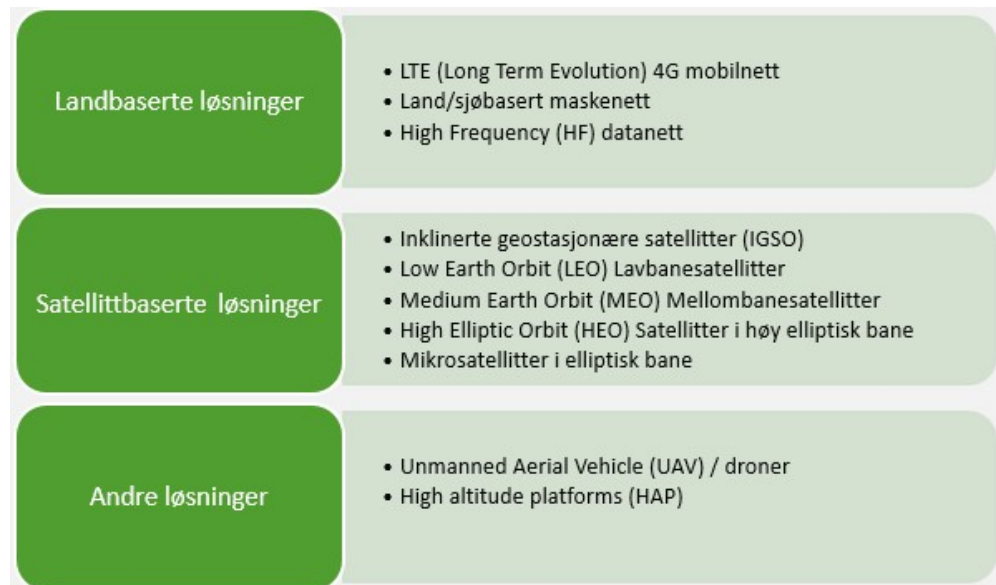 Landbaserte løsninger
• LTE (Long Term Evolution) 4G mobilnett
• Land/sjøbasert maskenett
• High Frequency (HF) datanett
Satellittbaserte løsninger
• Inklinerte geostasjonære satellitter (IGSO)
• Low Earth Orbit (LEO) Lavbanesatellitter
• Medium Earth Orbit (MEO) Mellombanesatellitter
• High Elliptic Orbit (HEO) Satellitter i høy elliptisk bane
• Mikrosatellitter i elliptisk bane
Andre løsninger
• Unmanned Aerial Vehicle (UAV) / droner
• High altitude platforms (HAP)